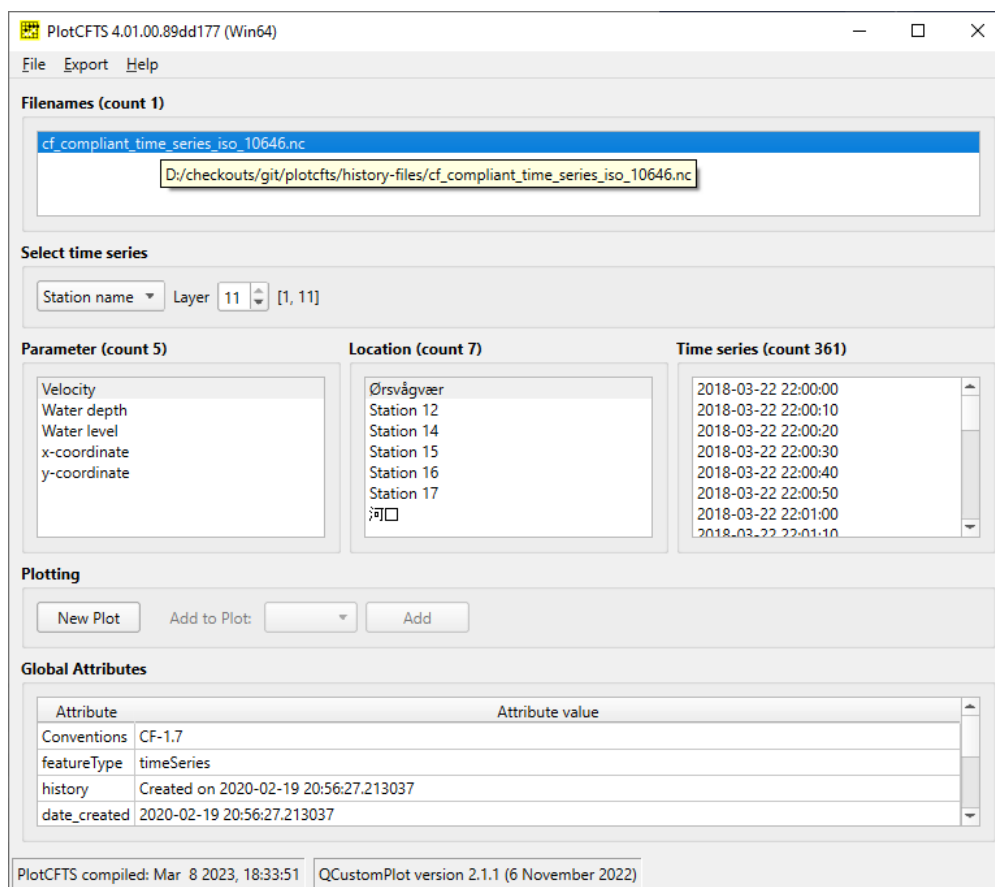 PlotCFTS 4.01.00.89dd177 (Win64)
File Export Help
Filenames (count 1)
cf_compliant_time_series_iso_10646.nc
D:/checkouts/git/plotcfts/history-files/cf_compliant_time_series_iso_10646.nc
Select time series
Station name Layer 11 [1, 11]
Parameter (count 5)
Velocity
Water depth
Water level
x-coordinate
y-coordinate
Location (count 7)
Ørsvågvær
Station 12
Station 14
Station 15
Station 16
Station 17
河口
Time series (count 361)
2018-03-22 22:00:00
2018-03-22 22:00:10
2018-03-22 22:00:20
2018-03-22 22:00:30
2018-03-22 22:00:40
2018-03-22 22:00:50
2018-03-22 22:01:00
2018-03-22 22:01:10
Plotting
New Plot Add to Plot: Add
Global Attributes
Attribute Attribute value
Conventions CF-1.7
featureType timeSeries
history Created on 2020-02-19 20:56:27.213037
date_created 2020-02-19 20:56:27.213037
PlotCFTS compiled: Mar 8 2023, 18:33:51 QCustomPlot version 2.1.1 (6 November 2022)